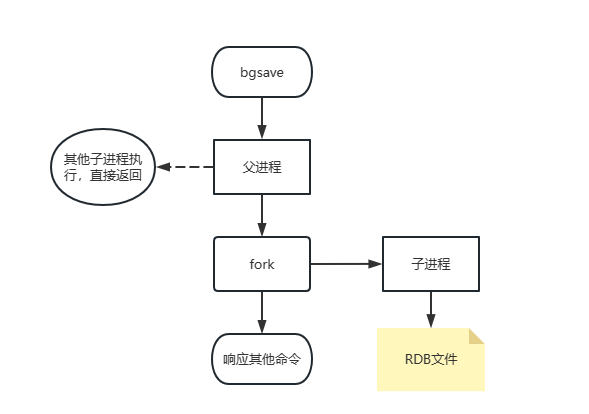 bgsave
其他子进程执
行，直接返回
父进程
fork
子进程
响应其他命令
RDB文件